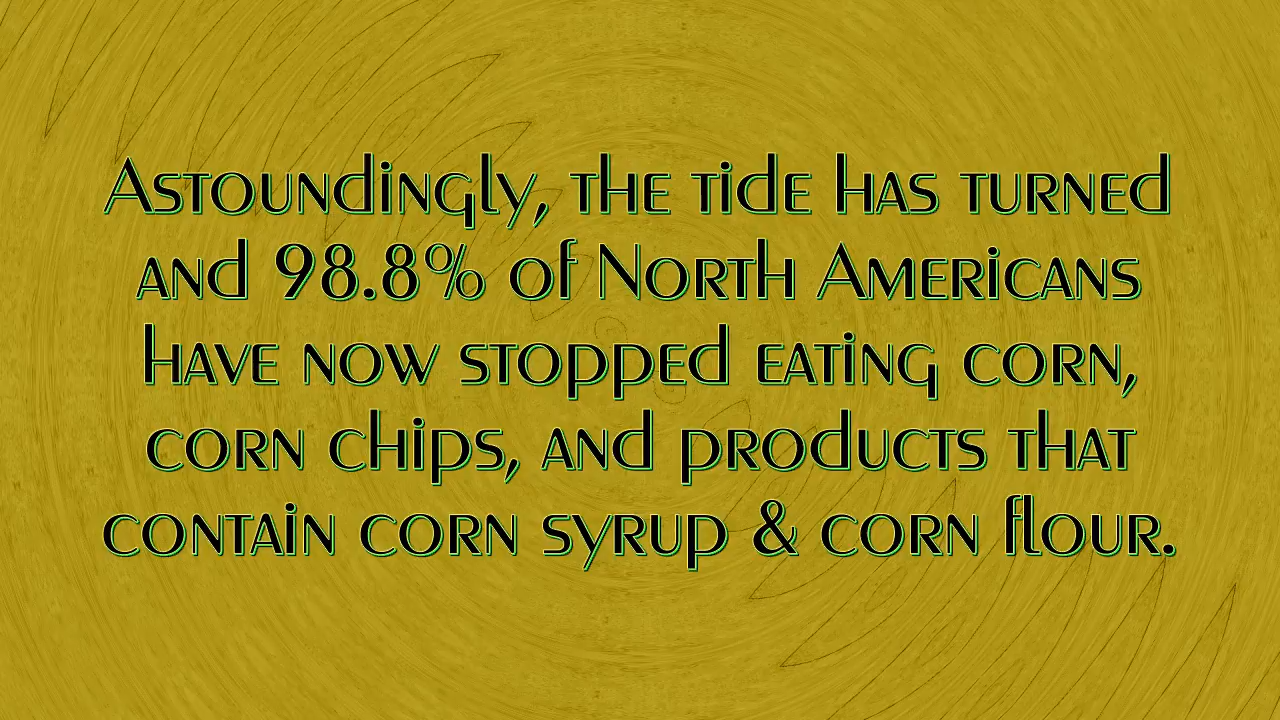 Astoundingly, the tide has turned
and 98.8% of North Americans
have now stopped eating corn,
corn chips, and products that
contain corn syrup & corn flour.